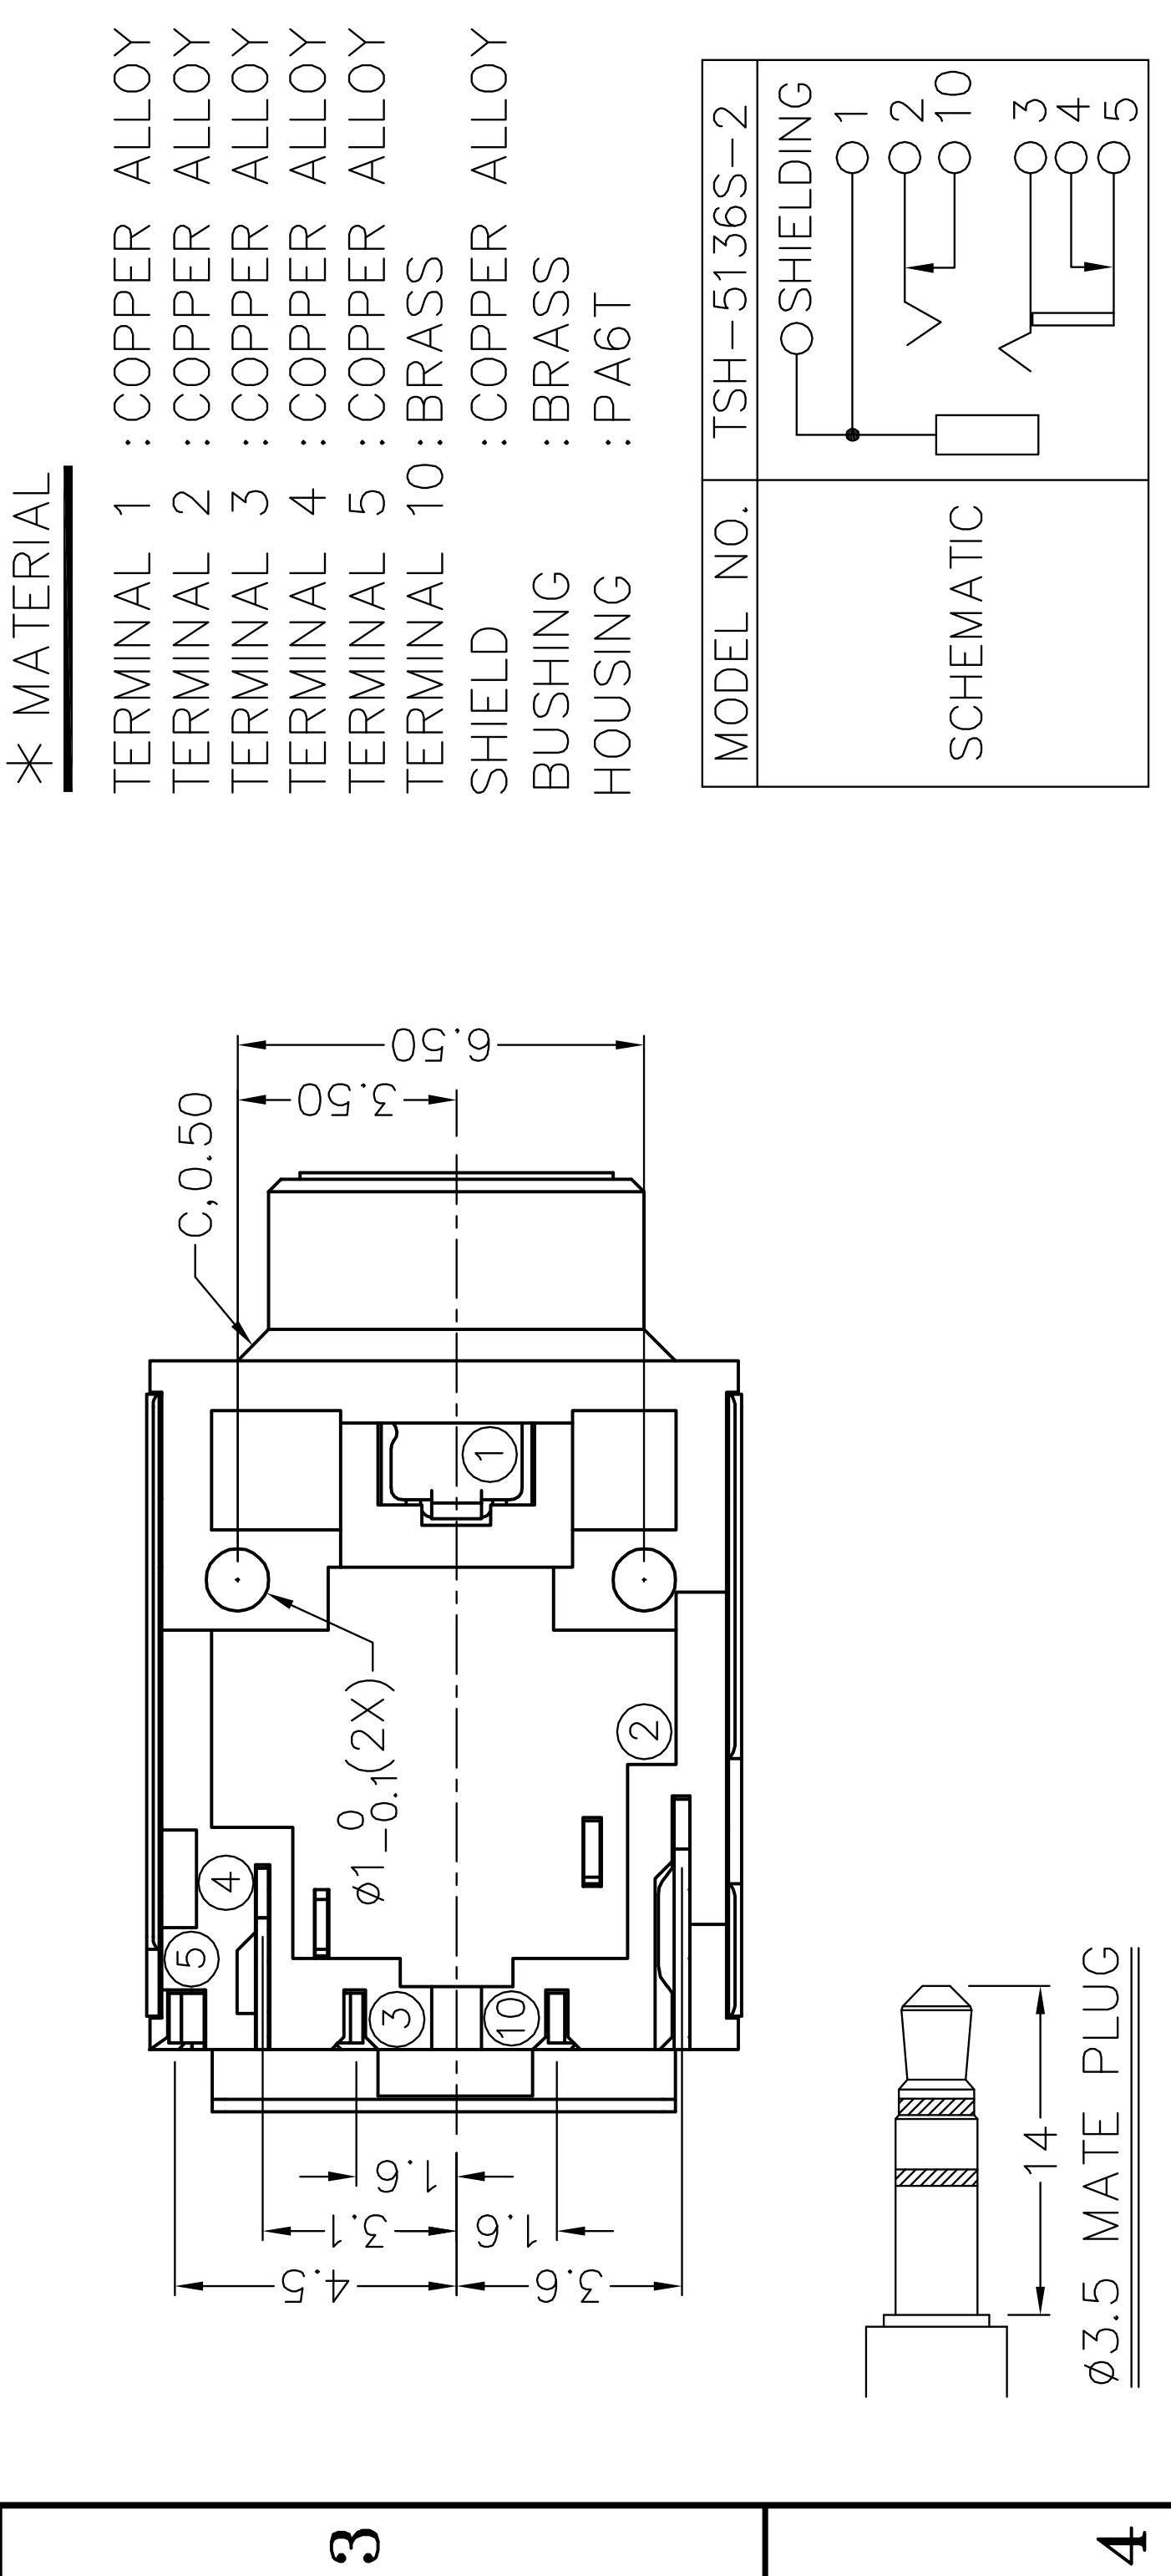 * MATERIAL
TERMINAL 1 : COPPER ALLOY
TERMINAL 2 : COPPER ALLOY
TERMINAL 3 : COPPER ALLOY
TERMINAL 4 : COPPER ALLOY
TERMINAL 5 : COPPER ALLOY
TERMINAL 10 : BRASS
SHIELD : COPPER ALLOY
BUSHING : BRASS
HOUSING : PA6T
MODEL NO. TSH-5136S-2
SCHEMATIC
SHIELDING
1
2
10
3
4
5
C,0.50
6.50
3.50
1
2
ø1 0 -0.1(2X)
4
5
3
10
1.6
3.1
1.6
4.5
3.6
14
ø3.5 MATE PLUG
3
4